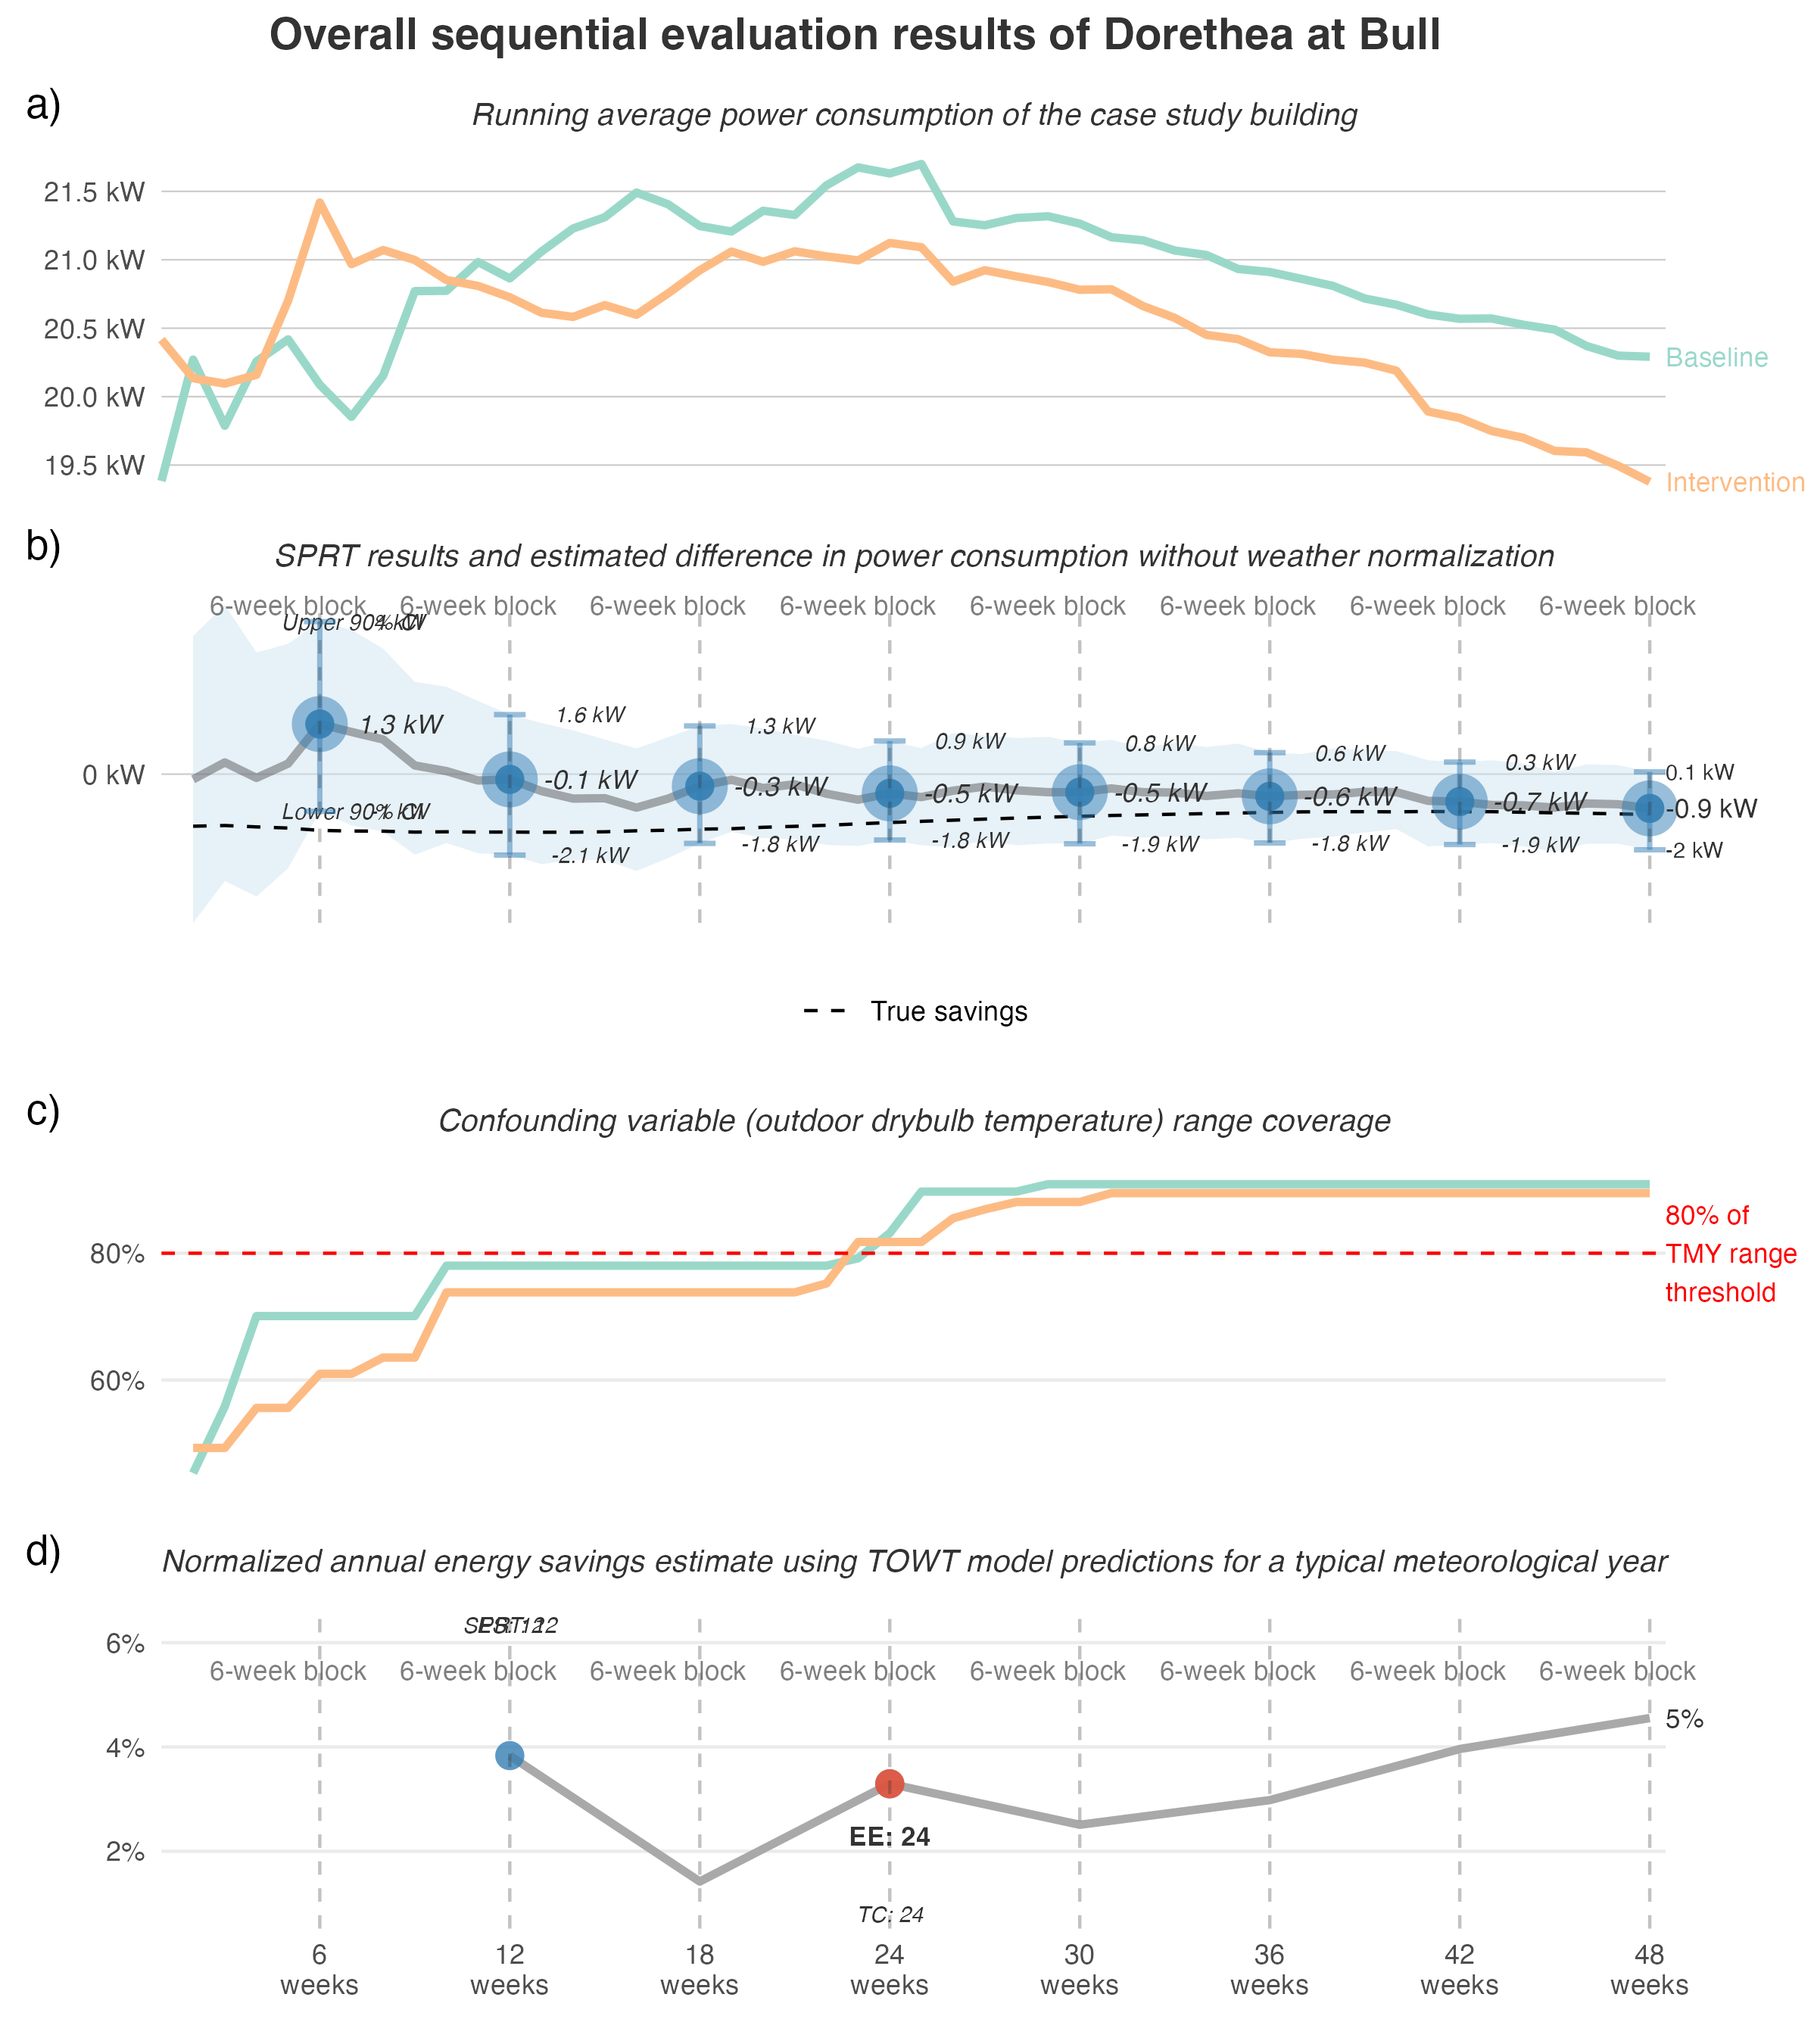 Overall sequential evaluation results of Dorethea at Bull
a)
Running average power consumption of the case study building
21.5 kW
21.0 kW
20.5 kW
20.0 kW
19.5 kW
Baseline
Intervention
b)
SPRT results and estimated difference in power consumption without weather normalization
6-week block 6-week block 6-week block 6-week block 6-week block 6-week block 6-week block 6-week block
Upper 90% CI
1.6 kW 1.3 kW 0.9 kW 0.8 kW 0.6 kW 0.3 kW 0.1 kW
0 kW
1.3 kW -0.1 kW -0.3 kW -0.5 kW -0.5 kW -0.6 kW -0.7 kW -0.9 kW
Lower 90% CI
-2.1 kW -1.8 kW -1.8 kW -1.9 kW -1.8 kW -1.9 kW -2 kW
True savings
c)
Confounding variable (outdoor drybulb temperature) range coverage
80%
60%
80% of
TMY range
threshold
d)
Normalized annual energy savings estimate using TOWT model predictions for a typical meteorological year
6%
4%
2%
SPRT: 12
6-week block 6-week block 6-week block 6-week block 6-week block 6-week block 6-week block 6-week block
5%
EE: 24
TC: 24
6 12 18 24 30 36 42 48
weeks weeks weeks weeks weeks weeks weeks weeks